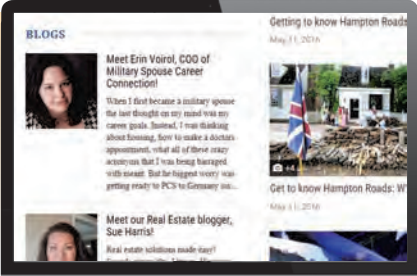 BLOGS
Meet Erin Voirol, COO of
Military Spouse Career
Connection!
When I first became a military spouse
the last thought on my mind was my
career goals. Instead, I was thinking
about housing, how to make a doctors
appointment, what all of these crazy
acronyms that I was being barraged
with meant. But he biggest worry was
getting ready to PCS to Germany on...
Meet our Real Estate blogger,
Sue Harris!
Real estate solutions made easy!
Getting to know Hampton Roads
May 11, 2016
+4
Get to know Hampton Roads: W
May 11, 2016